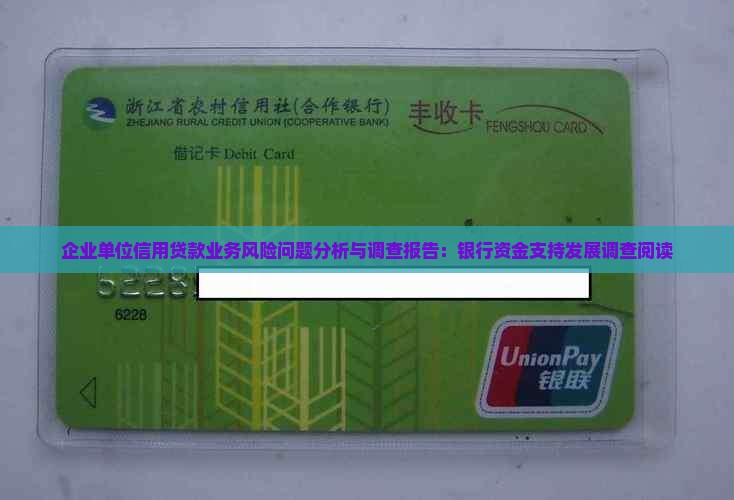 浙江省农村信用社(合作银行)
ZHEJIANG RURAL CREDIT UNION (COOPERATIVE BANK)
丰收卡
FENGSHOU CARD
借记卡 Debit Card
企业单位信用贷款业务风险问题分析与调查报告：银行资金支持发展调查阅读
6228
6228
UnionPay
银联